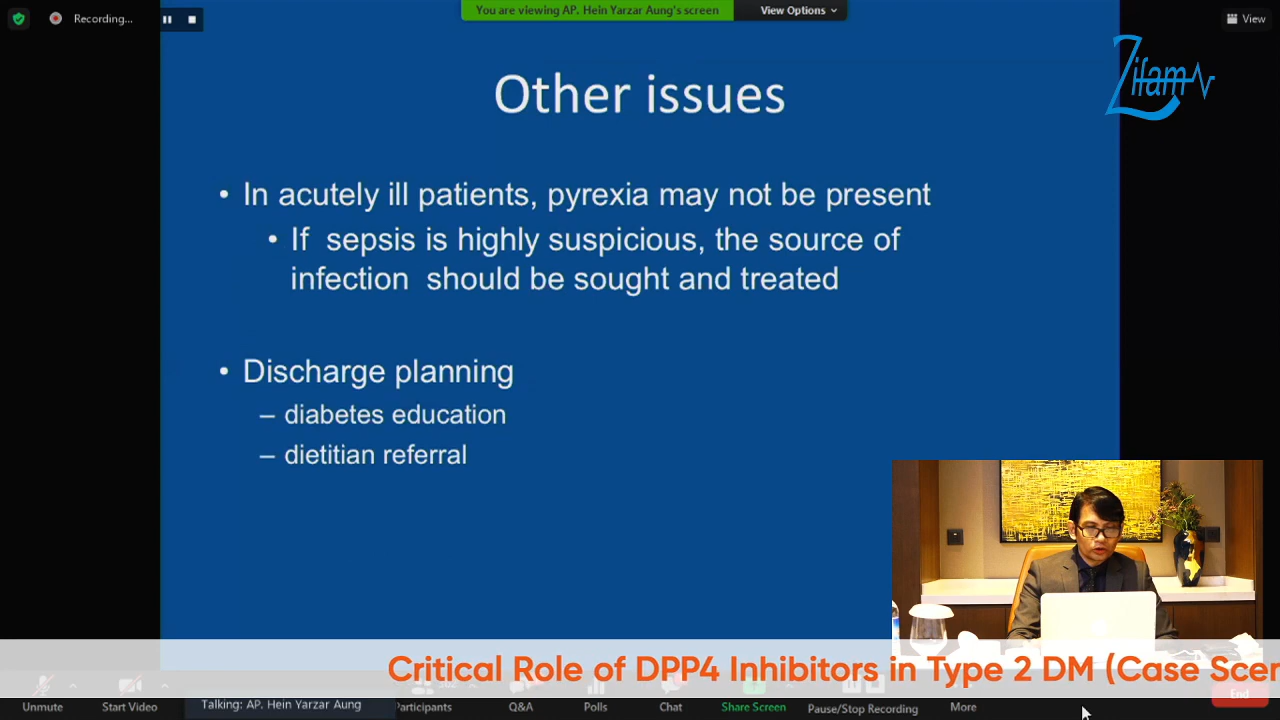 Recording...
You are viewing AP. Hein Yarzar Aung's screen
View Options
View
Zifam
Other issues
• In acutely ill patients, pyrexia may not be present
• If sepsis is highly suspicious, the source of
infection should be sought and treated
• Discharge planning
– diabetes education
– dietitian referral
Critical Role of DPP4 Inhibitors in Type 2 DM (Case Scen
Unmute
Start Video
Talking: AP. Hein Yarzar Aung
Participants
Q&A
Polls
Chat
Share Screen
Pause/Stop Recording
More
End